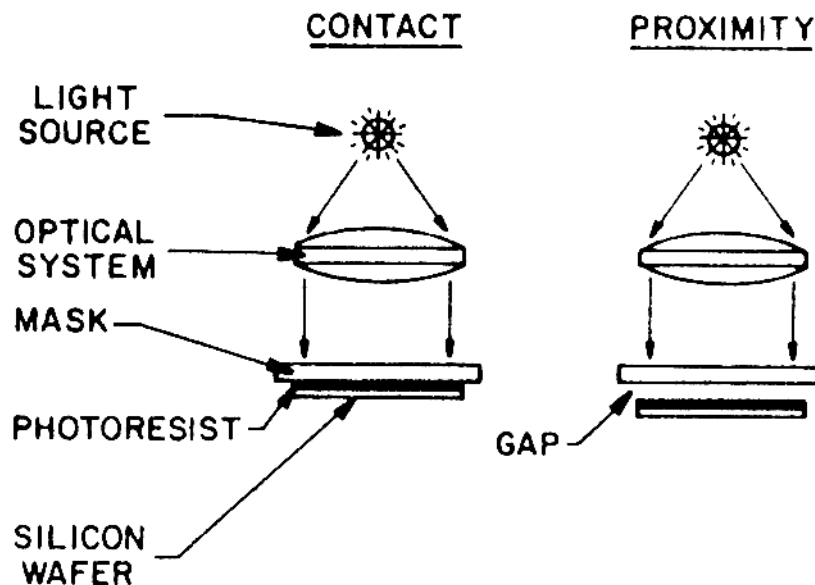 CONTACT
PROXIMITY
LIGHT
SOURCE
OPTICAL
SYSTEM
MASK
PHOTORESIST
GAP
SILICON
WAFER